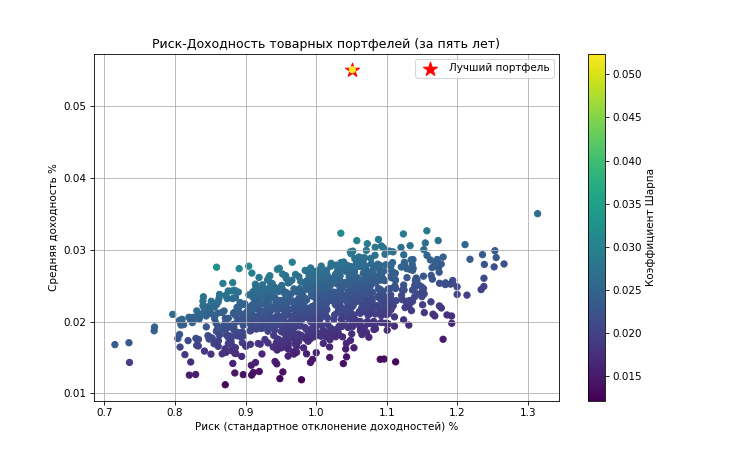 Риск-Доходность товарных портфелей (за пять лет)
Лучший портфель
Средняя доходность %
0.05
0.04
0.03
0.02
0.01
0.7 0.8 0.9 1.0 1.1 1.2 1.3
Риск (стандартное отклонение доходностей) %
0.050
0.045
0.040
0.035
0.030
0.025
0.020
0.015
Коэффициент Шарпа